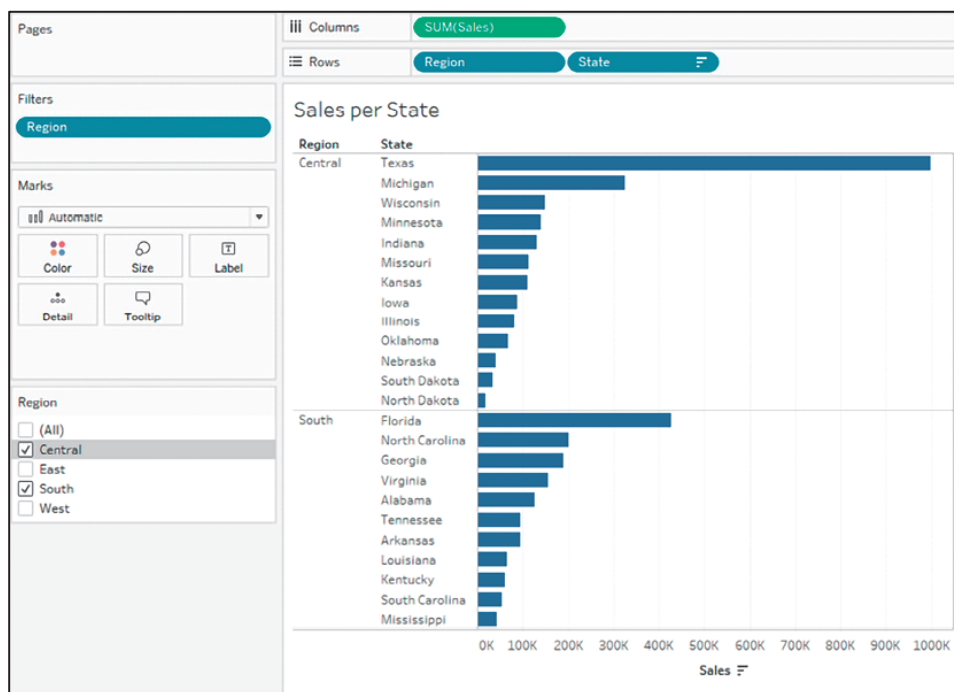 Pages
Columns
SUM(Sales)
Rows
Region
State
Filters
Region
Marks
Automatic
Color
Size
Label
Detail
Tooltip
Region
(All)
Central
East
South
West
Sales per State
Region State
Central Texas
Michigan
Wisconsin
Minnesota
Indiana
Missouri
Kansas
Iowa
Illinois
Oklahoma
Nebraska
South Dakota
North Dakota
South Florida
North Carolina
Georgia
Virginia
Alabama
Tennessee
Arkansas
Louisiana
Kentucky
South Carolina
Mississippi
0K 100K 200K 300K 400K 500K 600K 700K 800K 900K 1000K
Sales